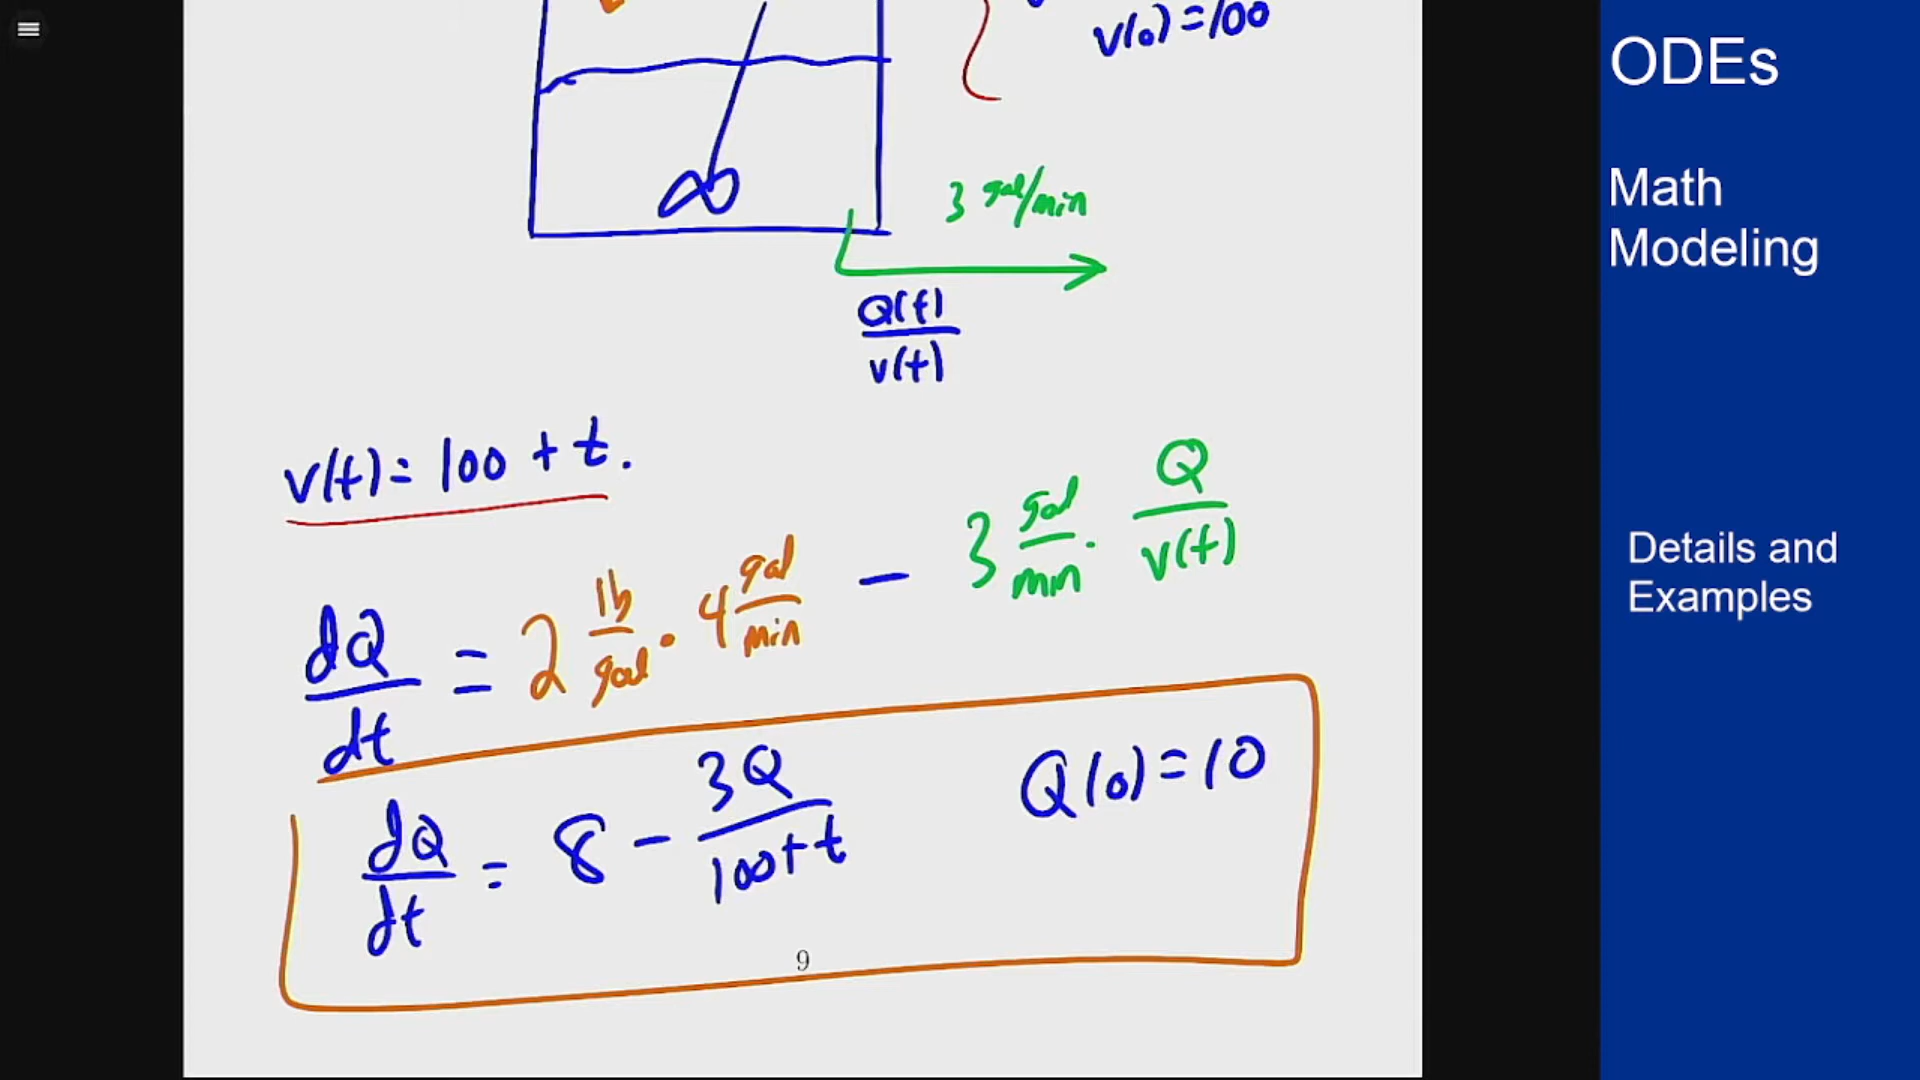 V(0)=100
3 gal/min
Q(t)
V(t)
V(t)= 100 + t.
dQ/dt = 2 lb/gal · 4 gal/min − 3 gal/min · Q/V(t)
dQ/dt = 8 − 3Q/100+t Q(0)=10
9
ODEs
Math
Modeling
Details and
Examples